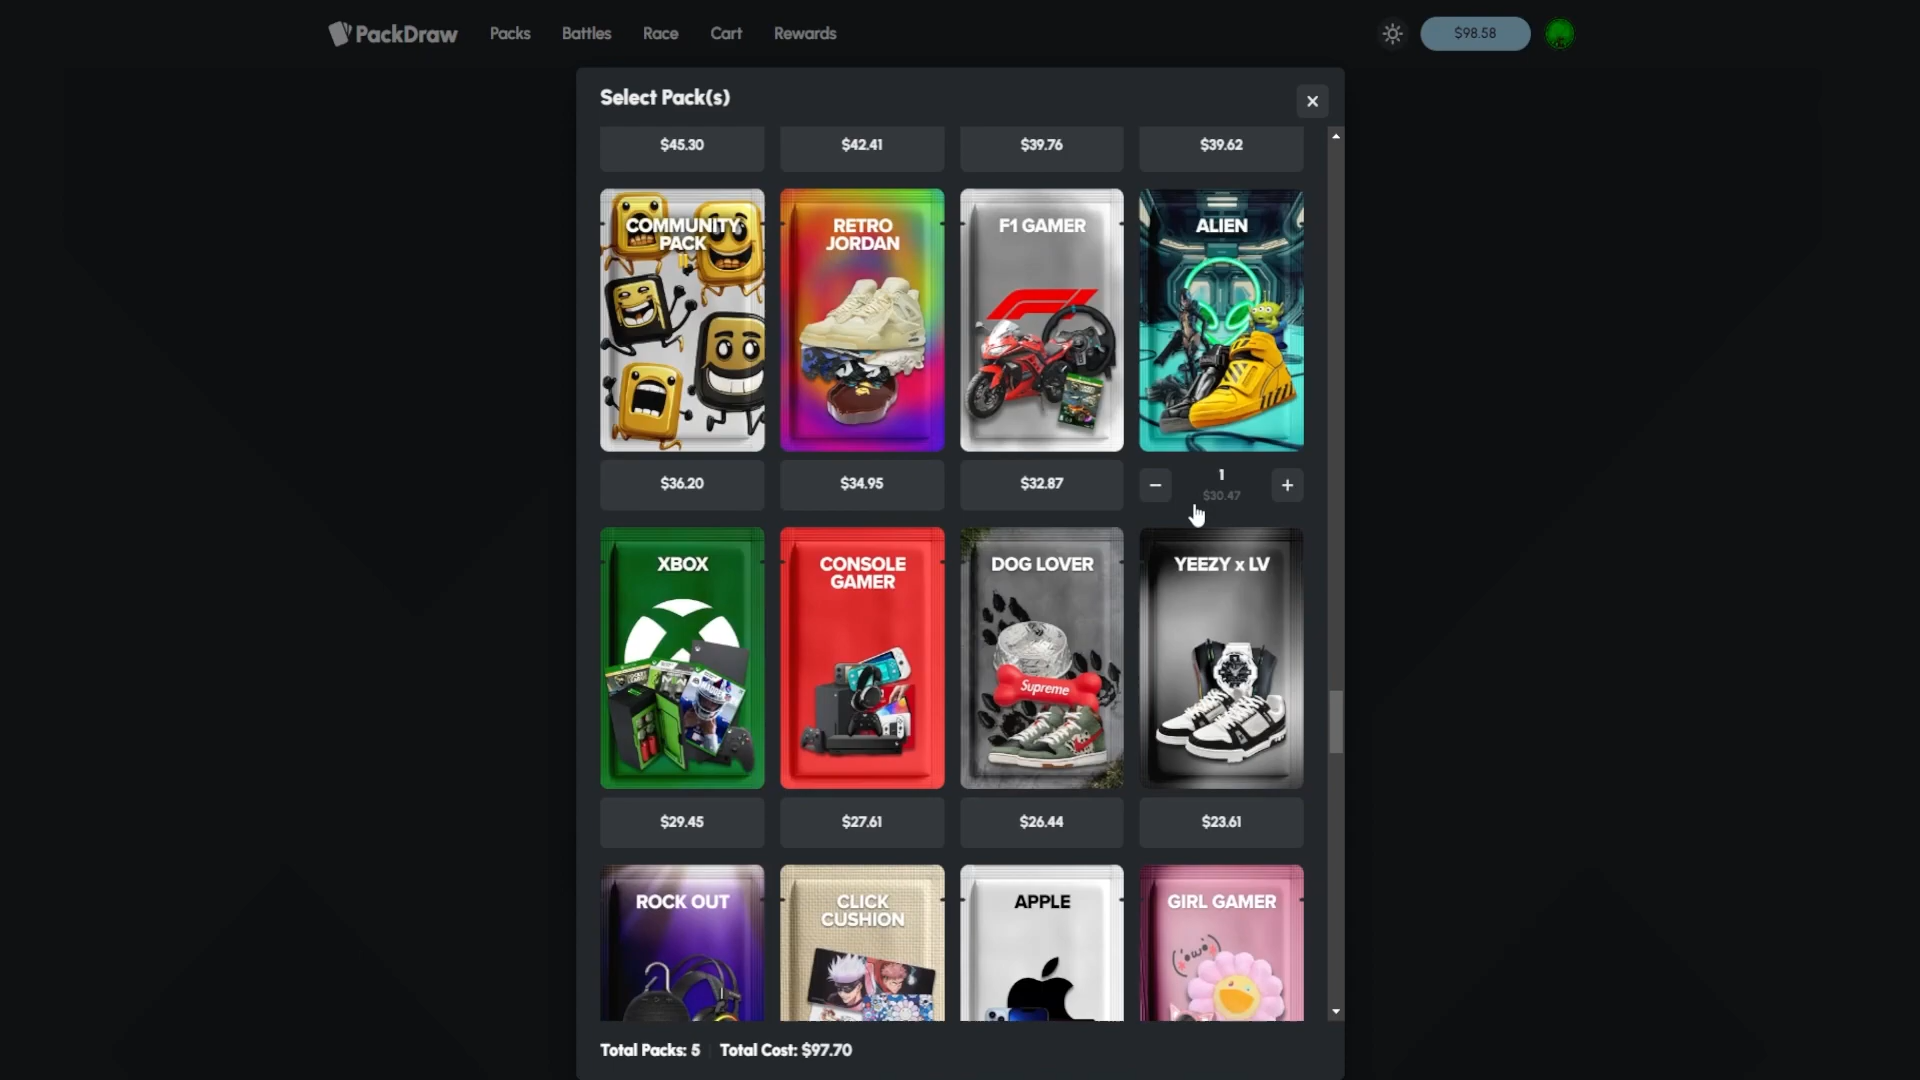 PackDraw
Packs
Battles
Race
Cart
Rewards
$98.58
Select Pack(s)
$45.30
$42.41
$39.76
$39.62
COMMUNITY
PACK
RETRO
JORDAN
F1 GAMER
ALIEN
$36.20
$34.95
$32.87
1
$30.47
XBOX
CONSOLE
GAMER
DOG LOVER
Supreme
YEEZY x LV
$29.45
$27.61
$26.44
$23.61
ROCK OUT
CLICK
CUSHION
APPLE
GIRL GAMER
Total Packs: 5
Total Cost: $97.70